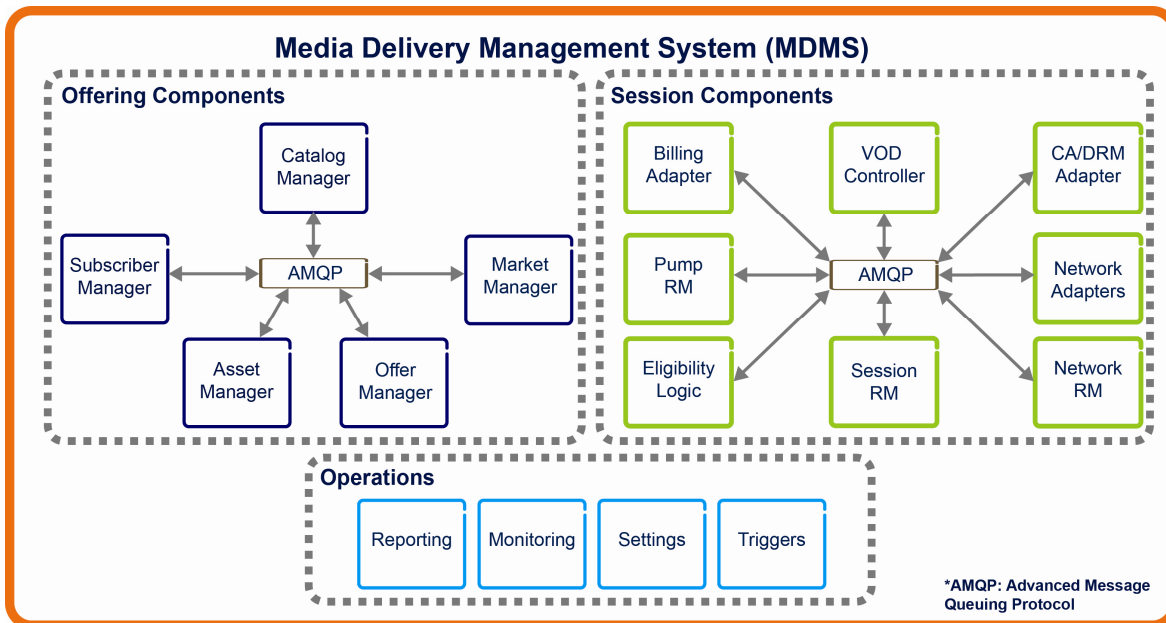 Media Delivery Management System (MDMS)
Offering Components
Catalog
Manager
Subscriber
Manager
AMQP
Market
Manager
Asset
Manager
Offer
Manager
Session Components
Billing
Adapter
VOD
Controller
CA/DRM
Adapter
Pump
RM
AMQP
Network
Adapters
Eligibility
Logic
Session
RM
Network
RM
Operations
Reporting
Monitoring
Settings
Triggers
*AMQP: Advanced Message
Queuing Protocol